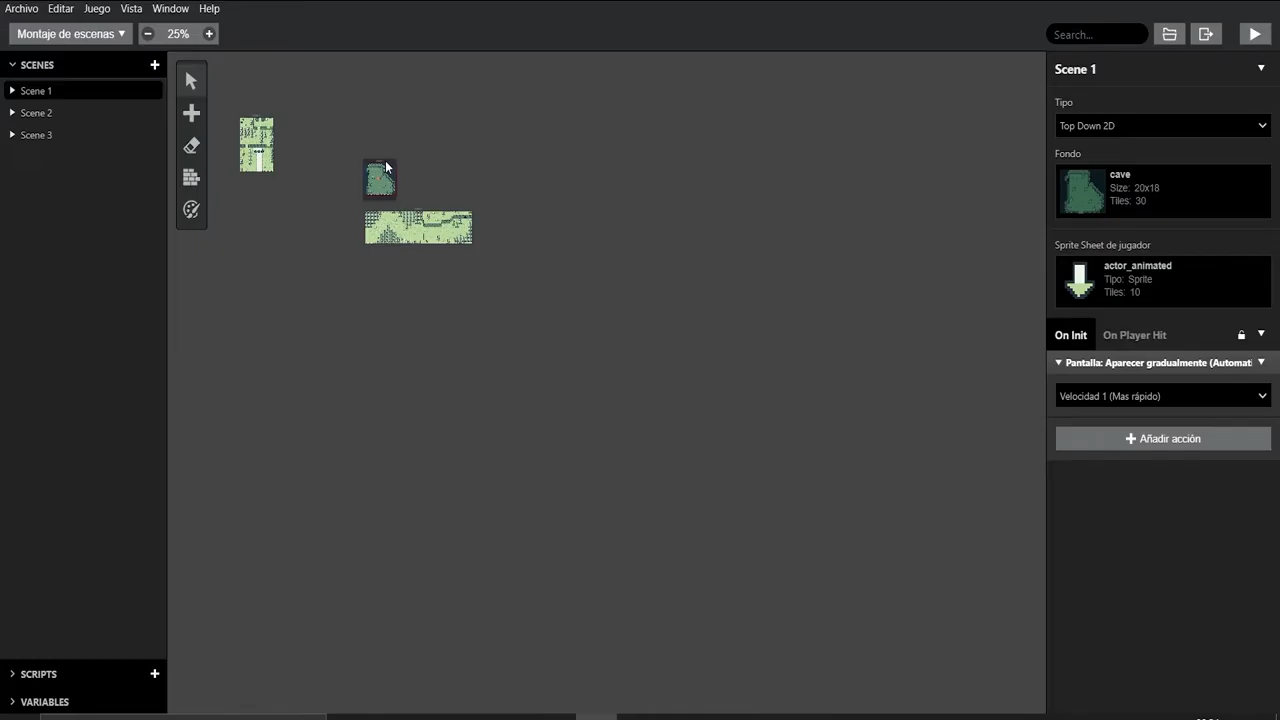 Archivo Editar Juego Vista Window Help
Montaje de escenas 25% Search...
SCENES
Scene 1
Scene 2
Scene 3
SCRIPTS
VARIABLES
Scene 1
Tipo
Top Down 2D
Fondo
cave
Size: 20x18
Tiles: 30
Sprite Sheet de jugador
actor_animated
Tipo: Sprite
Tiles: 10
On Init On Player Hit
Pantalla: Aparecer gradualmente (Automati
Velocidad 1 (Mas rápido)
Añadir acción